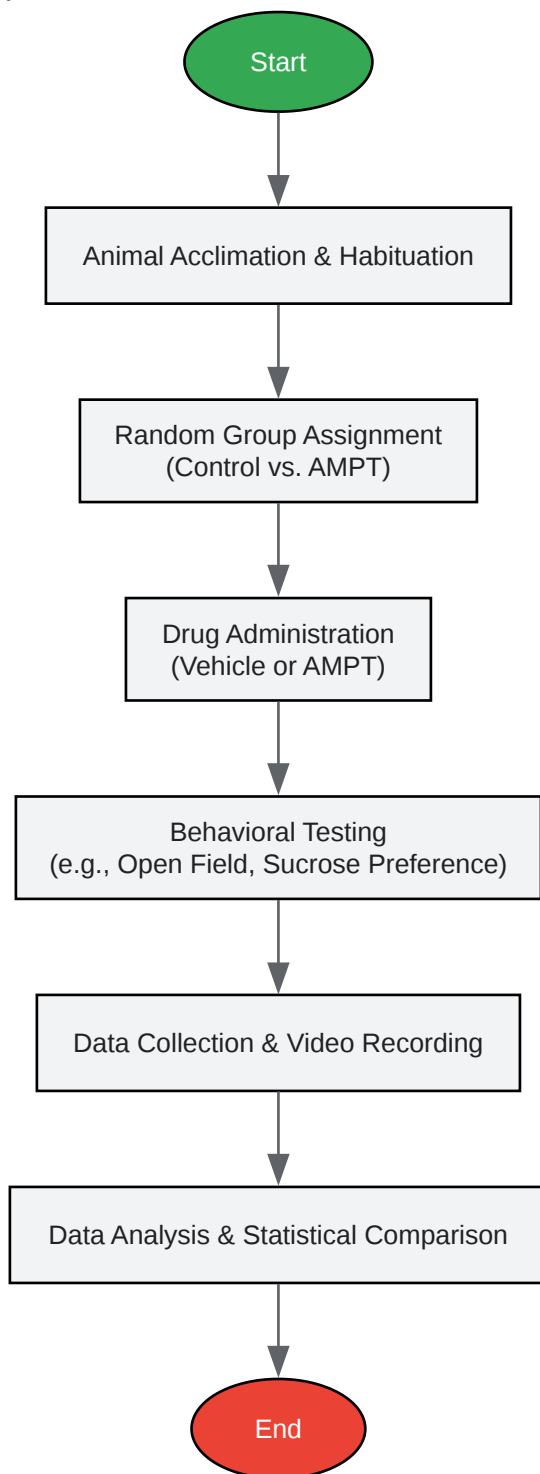 Start
Animal Acclimation & Habituation
Random Group Assignment
(Control vs. AMPT)
Drug Administration
(Vehicle or AMPT)
Behavioral Testing
(e.g., Open Field, Sucrose Preference)
Data Collection & Video Recording
Data Analysis & Statistical Comparison
End